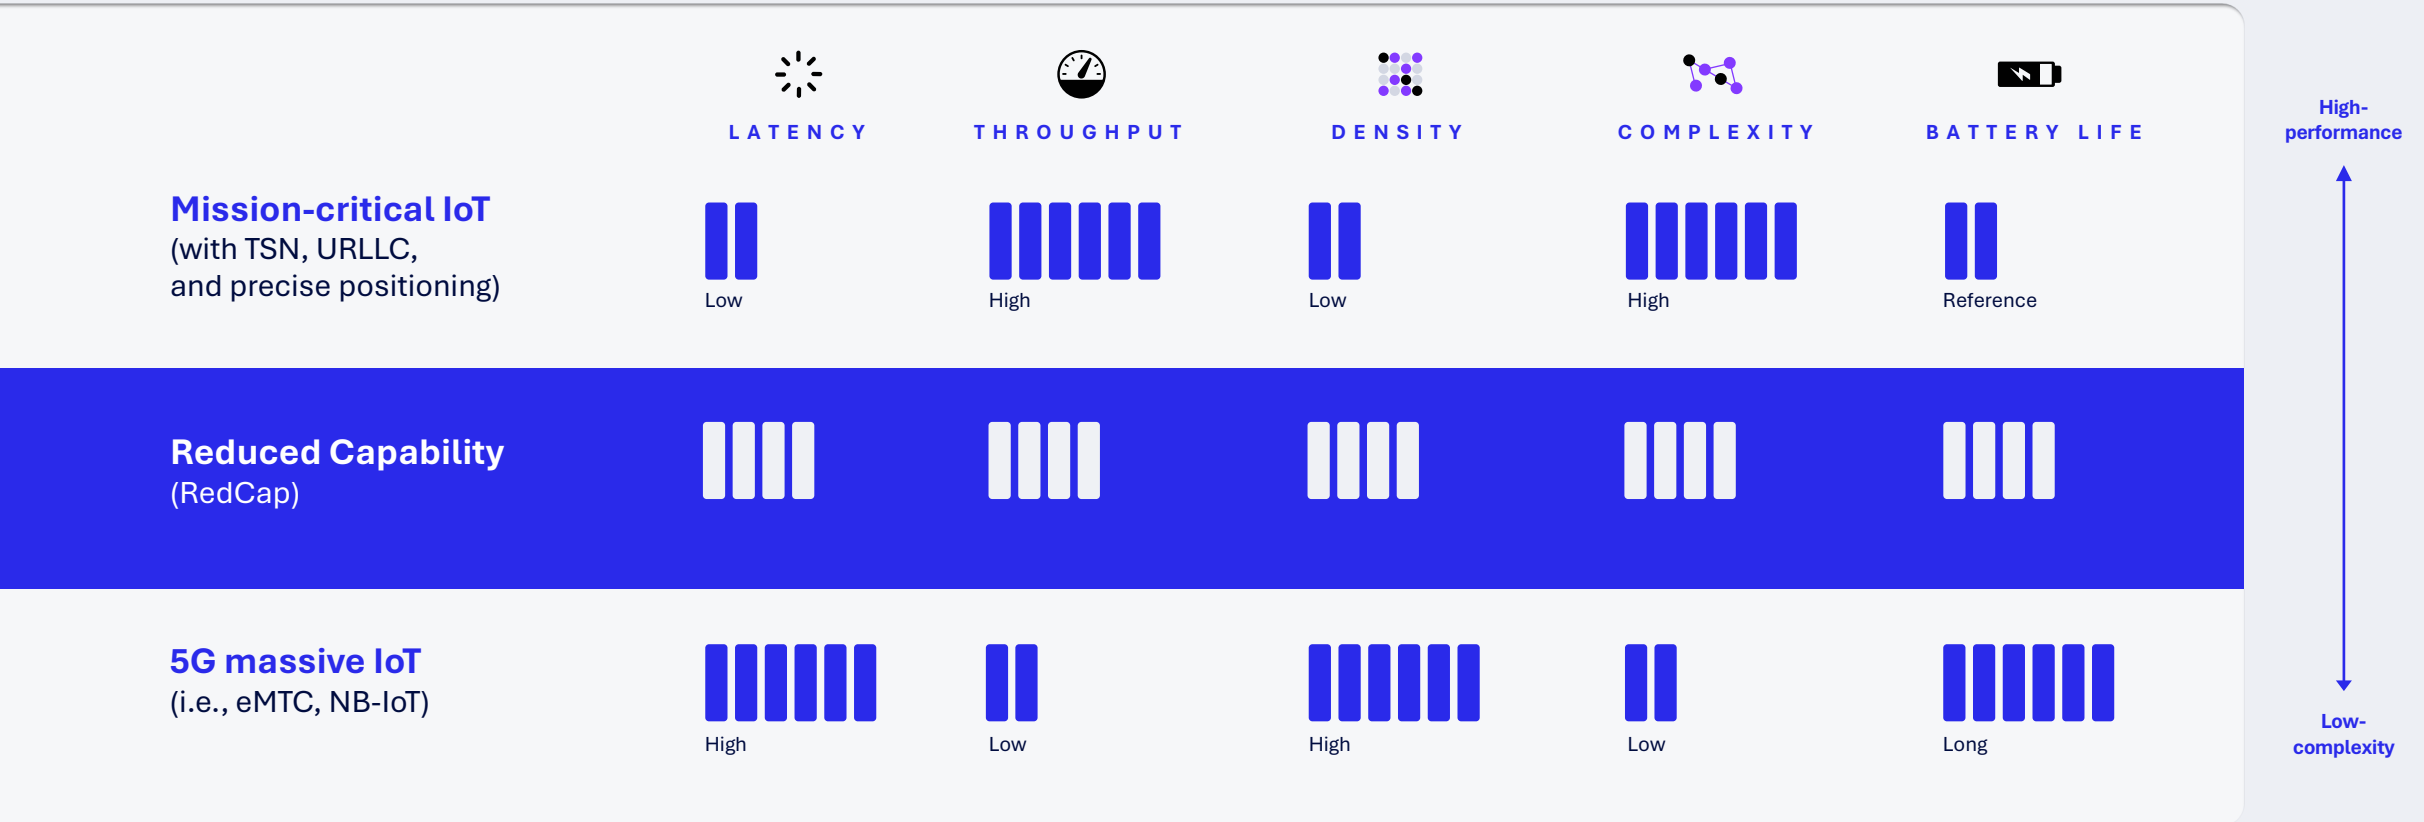 LATENCY
THROUGHPUT
DENSITY
COMPLEXITY
BATTERY LIFE
High-
performance
Mission-critical IoT
(with TSN, URLLC,
and precise positioning)
Low
High
Low
High
Reference
Reduced Capability
(RedCap)
5G massive IoT
(i.e., eMTC, NB-IoT)
High
Low
High
Low
Long
Low-
complexity